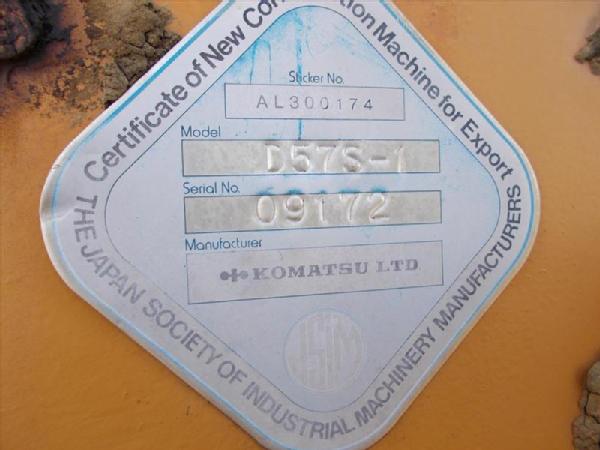 Certificate of New Construction Machine for Export
Sticker No.
AL300174
Model
D57S-1
Serial No.
09172
Manufacturer
KOMATSU LTD
JSIM
THE JAPAN SOCIETY OF INDUSTRIAL MACHINERY MANUFACTURERS